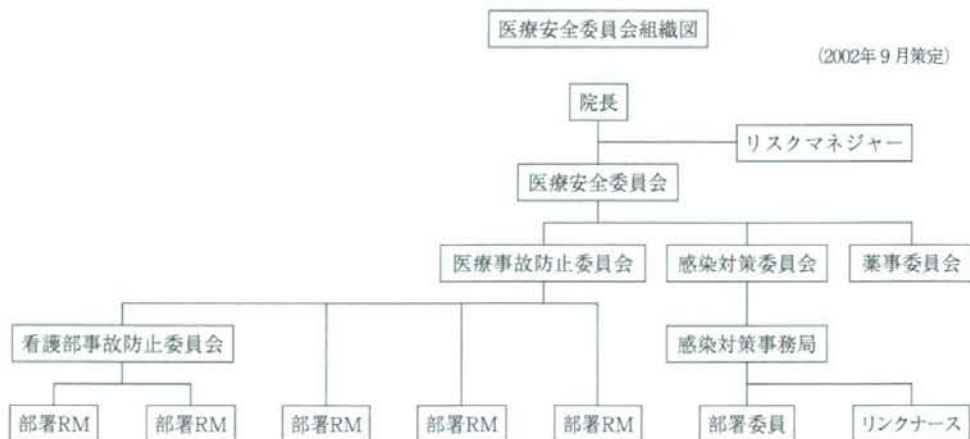 医療安全委員会組織図
(2002年9月策定)
院長
リスクマネジャー
医療安全委員会
医療事故防止委員会
感染対策委員会
薬事委員会
看護部事故防止委員会
感染対策事務局
部署RM
部署RM
部署RM
部署RM
部署RM
部署委員
リンクナース